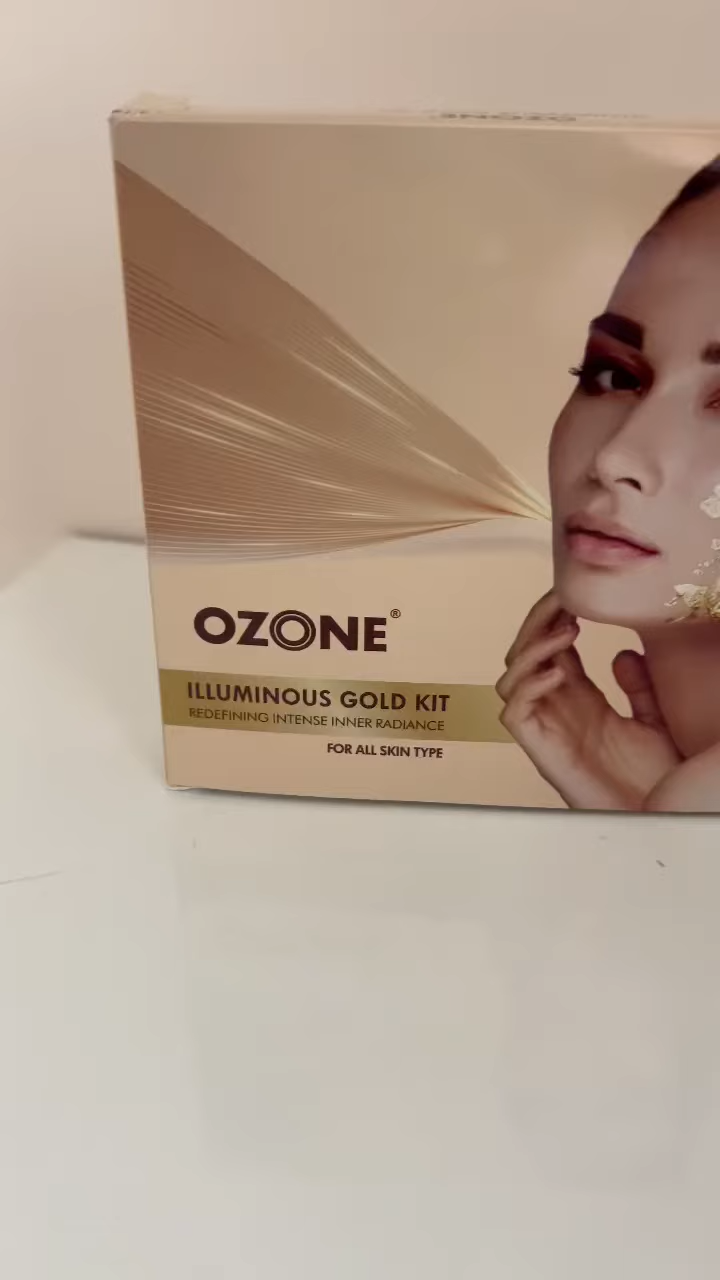 OZONE®
ILLUMINOUS GOLD KIT
REDEFINING INTENSE INNER RADIANCE
FOR ALL SKIN TYPE